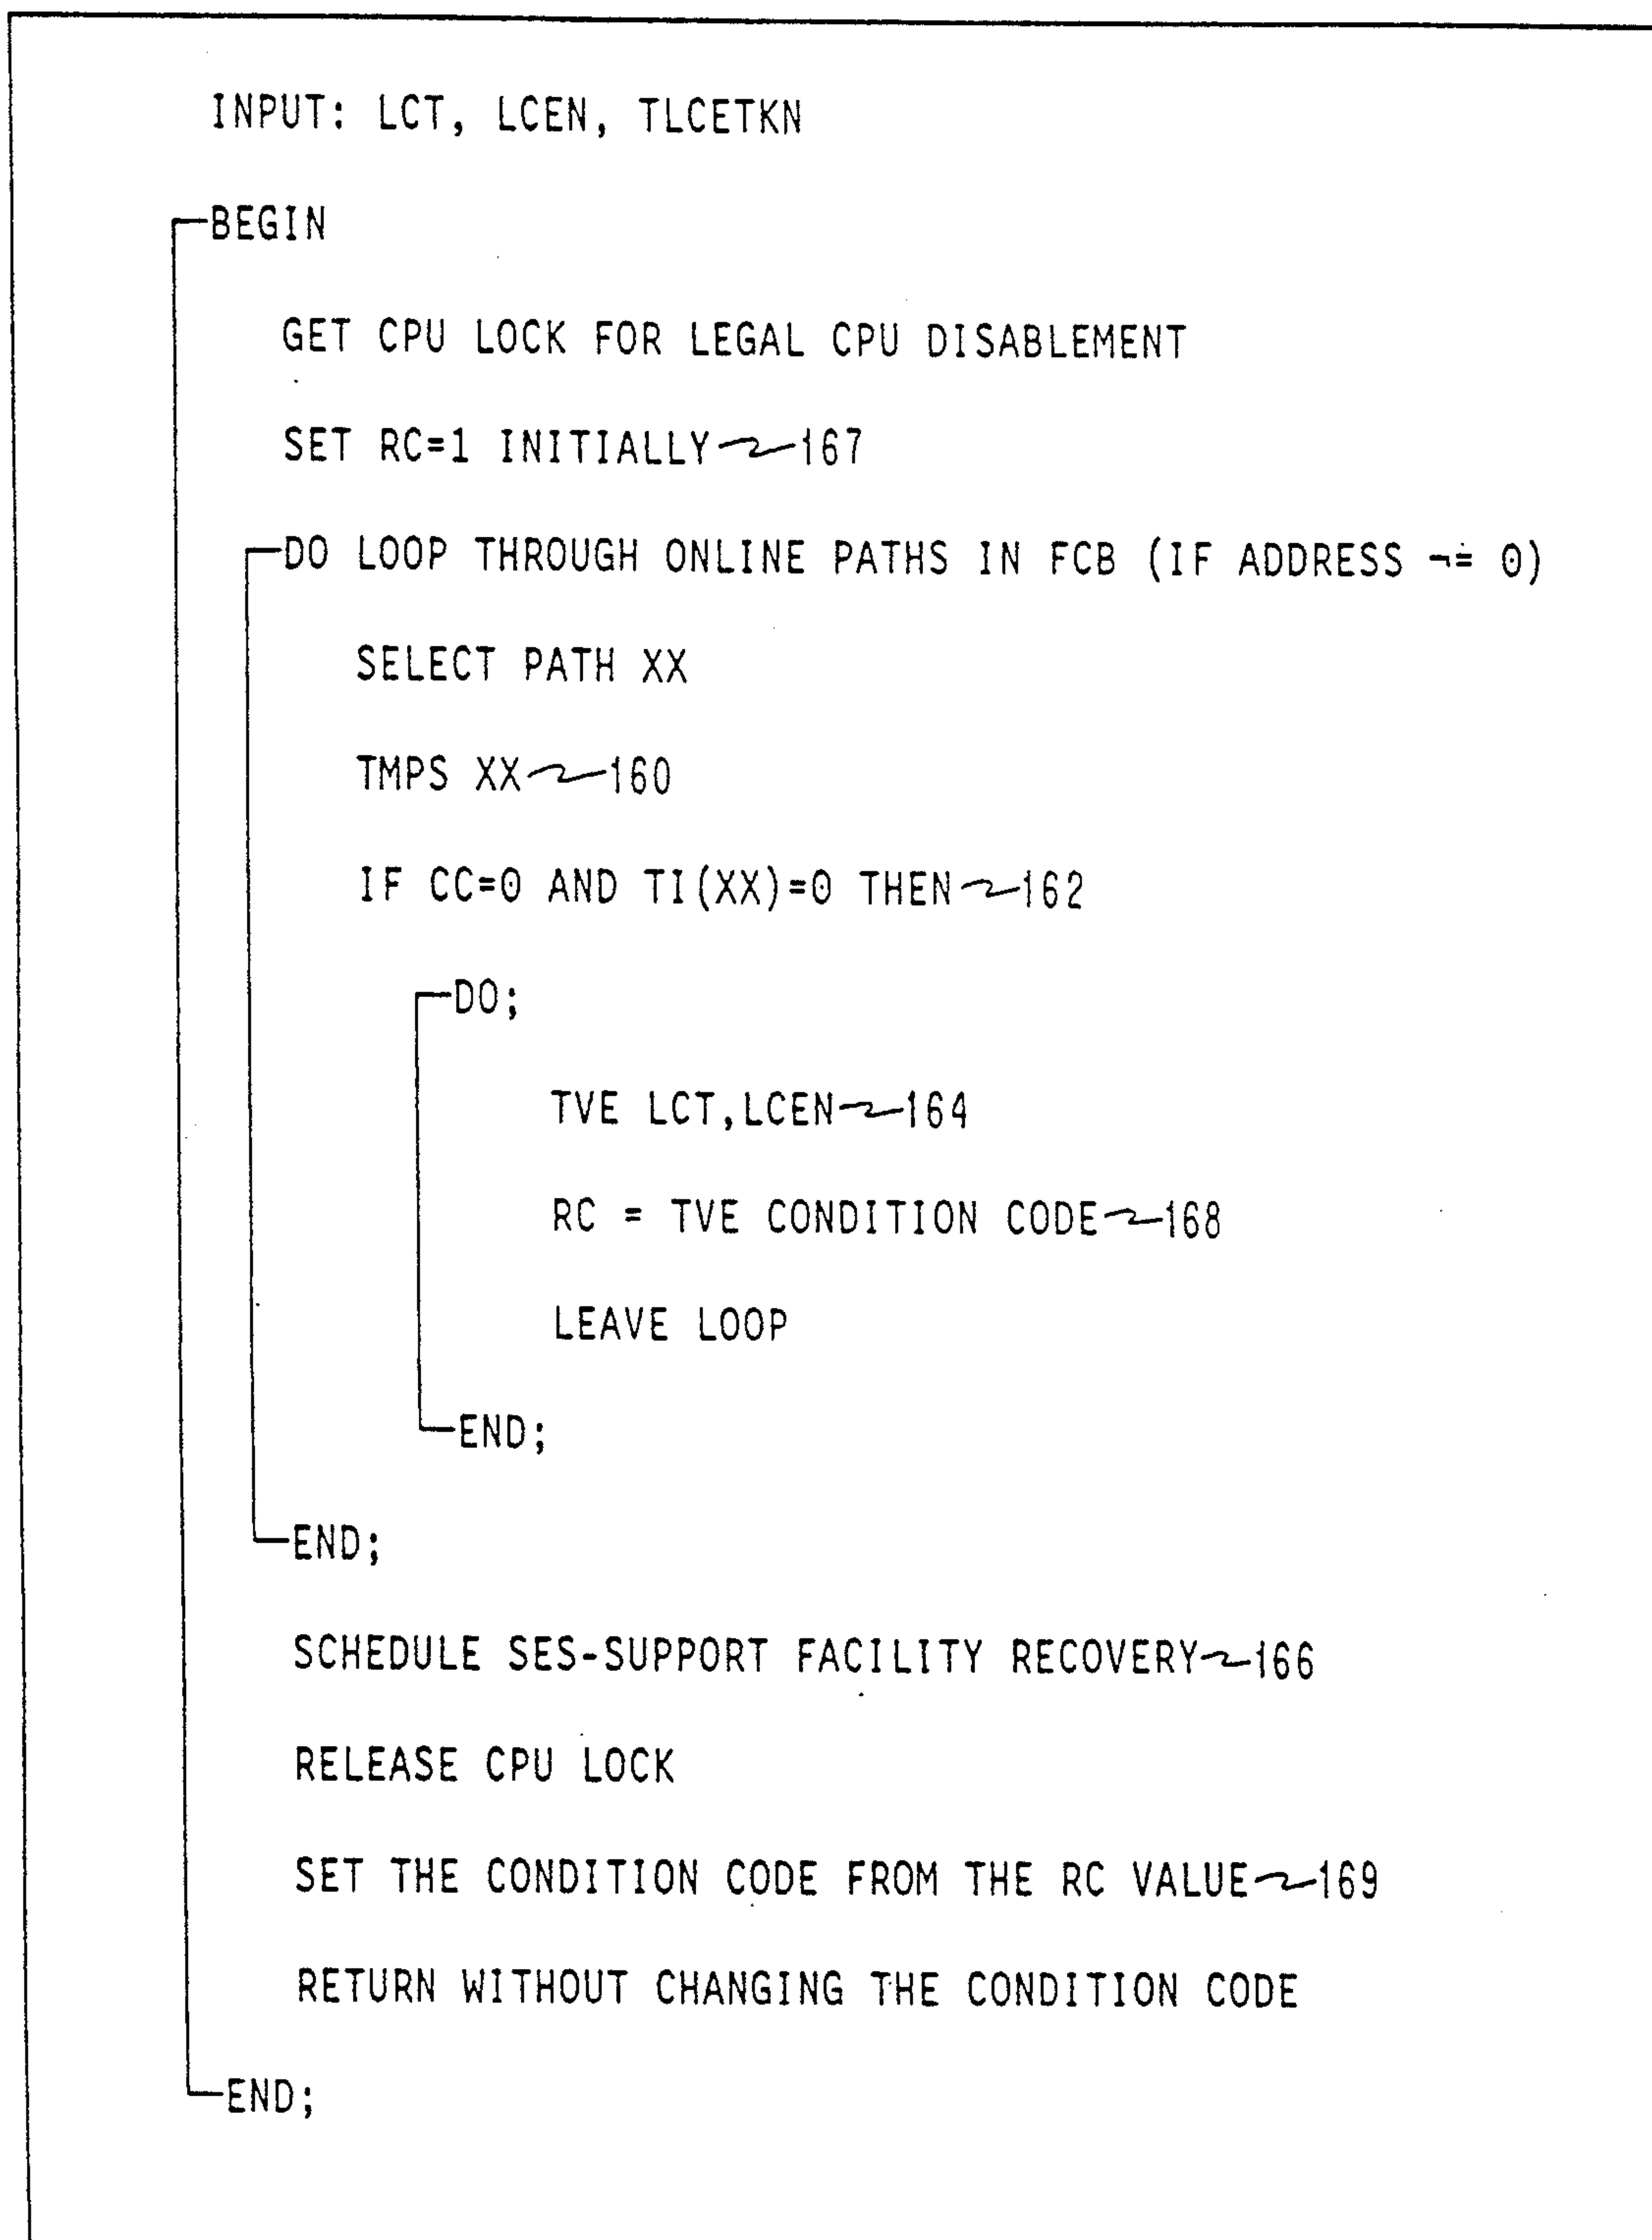 INPUT: LCT, LCEN, TLCETKN
BEGIN
GET CPU LOCK FOR LEGAL CPU DISABLEMENT
SET RC=1 INITIALLY 167
DO LOOP THROUGH ONLINE PATHS IN FCB (IF ADDRESS ¬= 0)
SELECT PATH XX
TMPS XX 160
IF CC=0 AND TI(XX)=0 THEN 162
DO;
TVE LCT,LCEN 164
RC = TVE CONDITION CODE 168
LEAVE LOOP
END;
END;
SCHEDULE SES-SUPPORT FACILITY RECOVERY 166
RELEASE CPU LOCK
SET THE CONDITION CODE FROM THE RC VALUE 169
RETURN WITHOUT CHANGING THE CONDITION CODE
END;